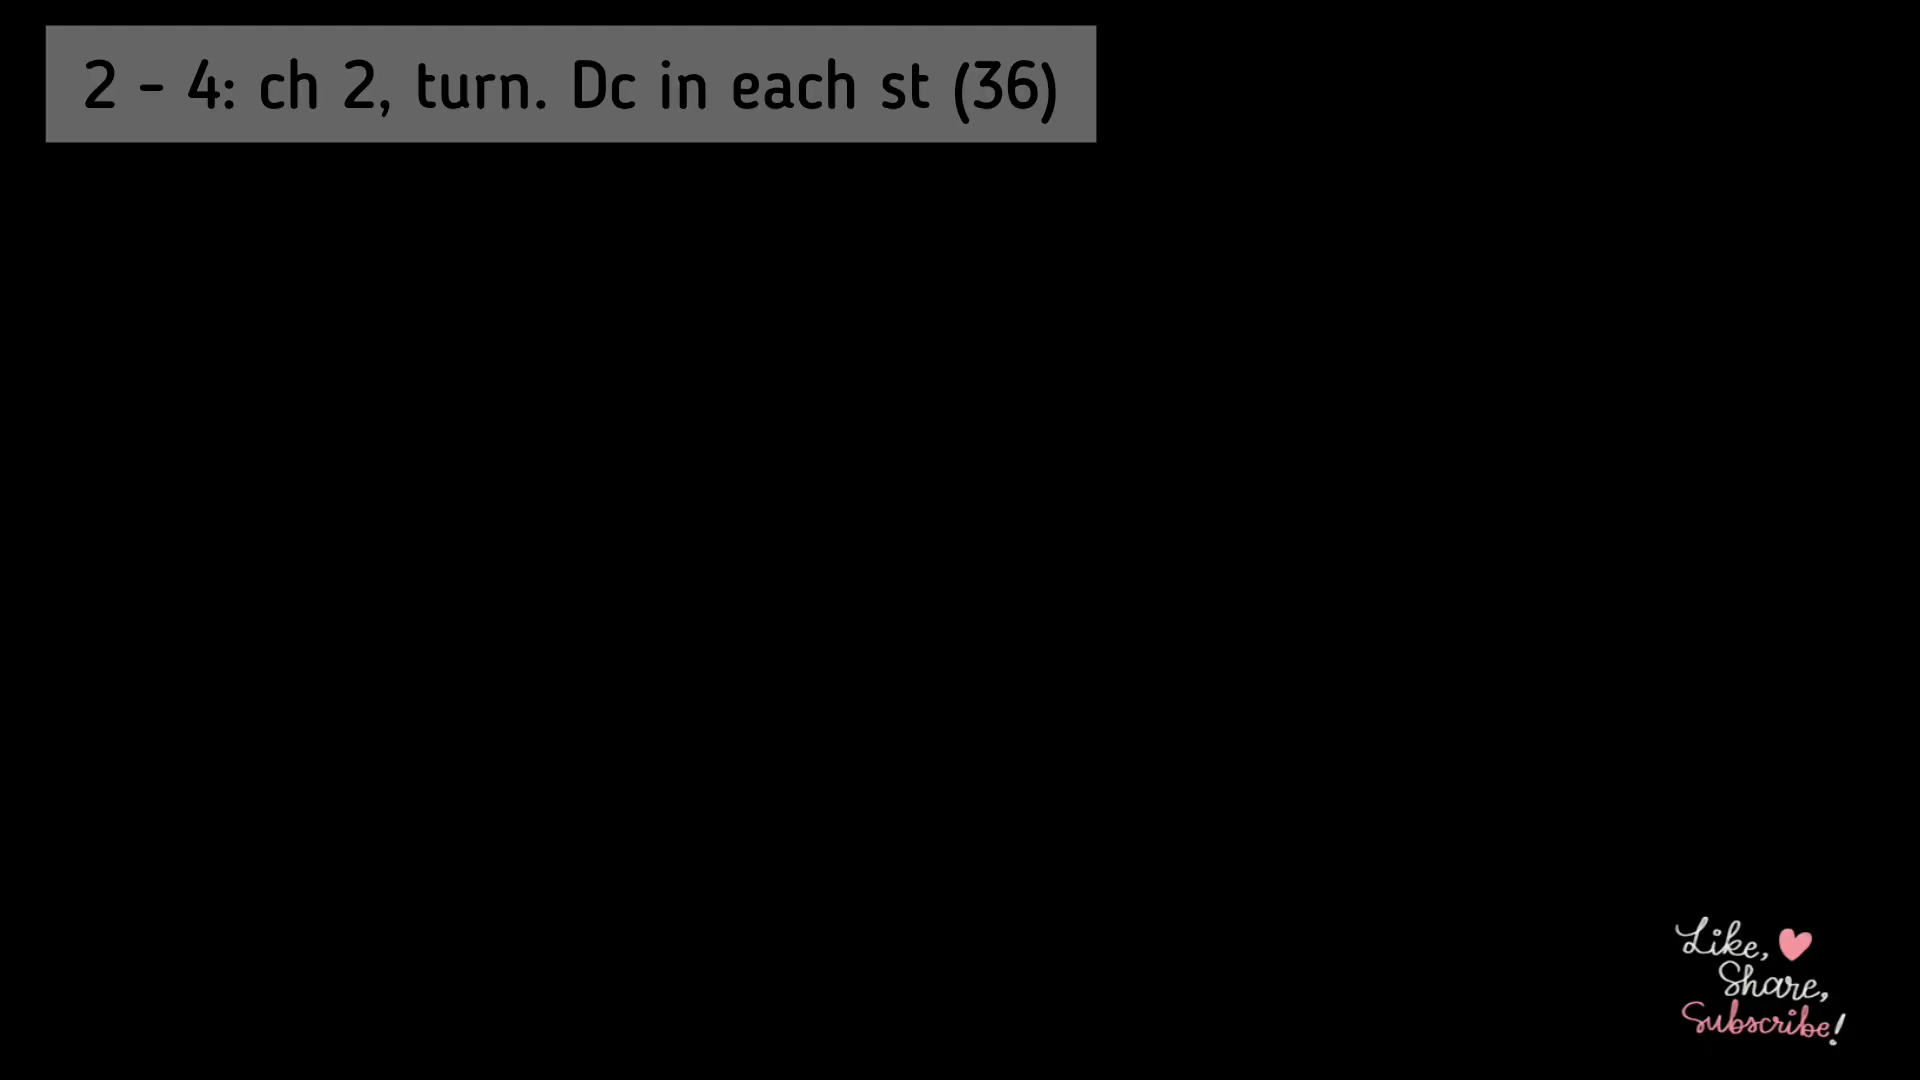 2 - 4: ch 2, turn. Dc in each st (36)
Like,
Share,
Subscribe!